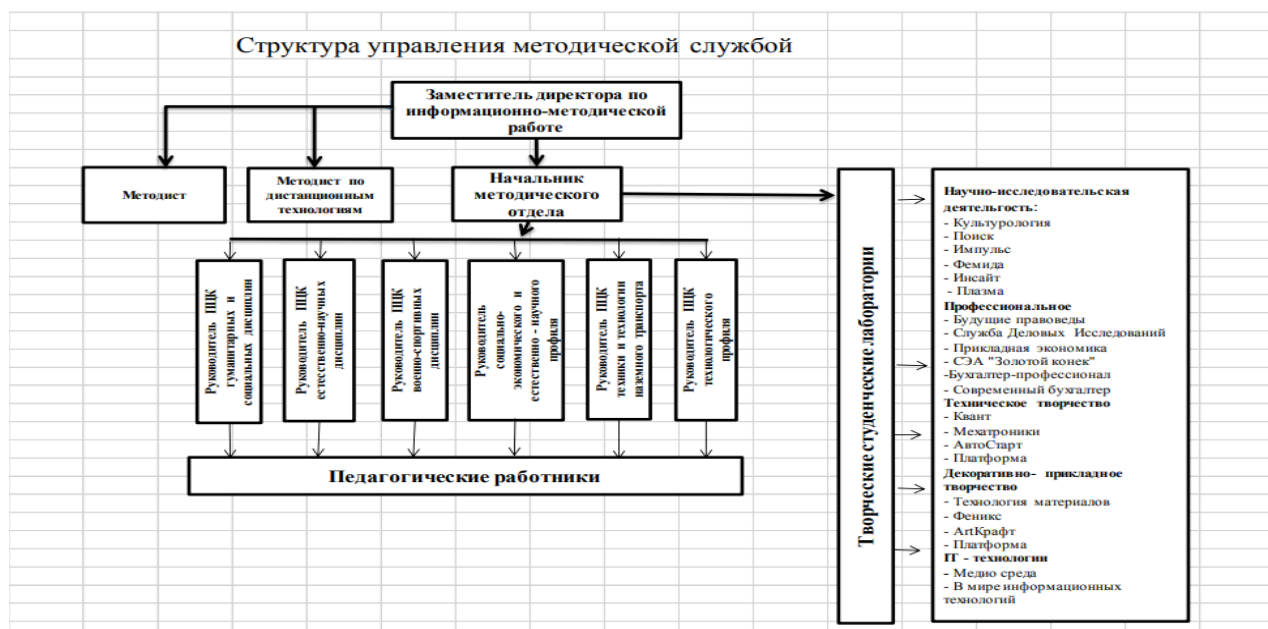 Структура управления методической службой
Заместитель директора по
информационно-методической
работе
Методист
Методист по
дистанционным
технологиям
Начальник
методического
отдела
Руководитель ПЦК
гуманитарных и
социальных дисциплин
Руководитель ПЦК
естесственно-научных
дисциплин
Руководитель ПЦК
военно-спортивных
дисциплин
Руководитель
социально-
экономического и
естественно - научного
профиля
Руководитель ПЦК
техники и технологии
наземного транспорта
Руководитель ПЦК
технологического
профиля
Педагогические работники
Творческие студенческие лаборатории
Научно-исследовательская
деятельгость:
- Культурология
- Поиск
- Импульс
- Фемида
- Инсайт
- Плазма
Профессиональное
- Будущие правоведы
- Служба Деловых Исследований
- Прикладная экономика
- СЭА "Золотой конек"
-Бухгалтер-профессионал
- Современный бухгалтер
Техническое творчество
- Квант
- Мехатроники
- АвтоСтарт
- Платформа
Декоративно- прикладное
творчество
- Технология материалов
- Феникс
- ArtКрафт
- Платформа
IT - технологии
- Медио среда
- В мире информационных
технологий